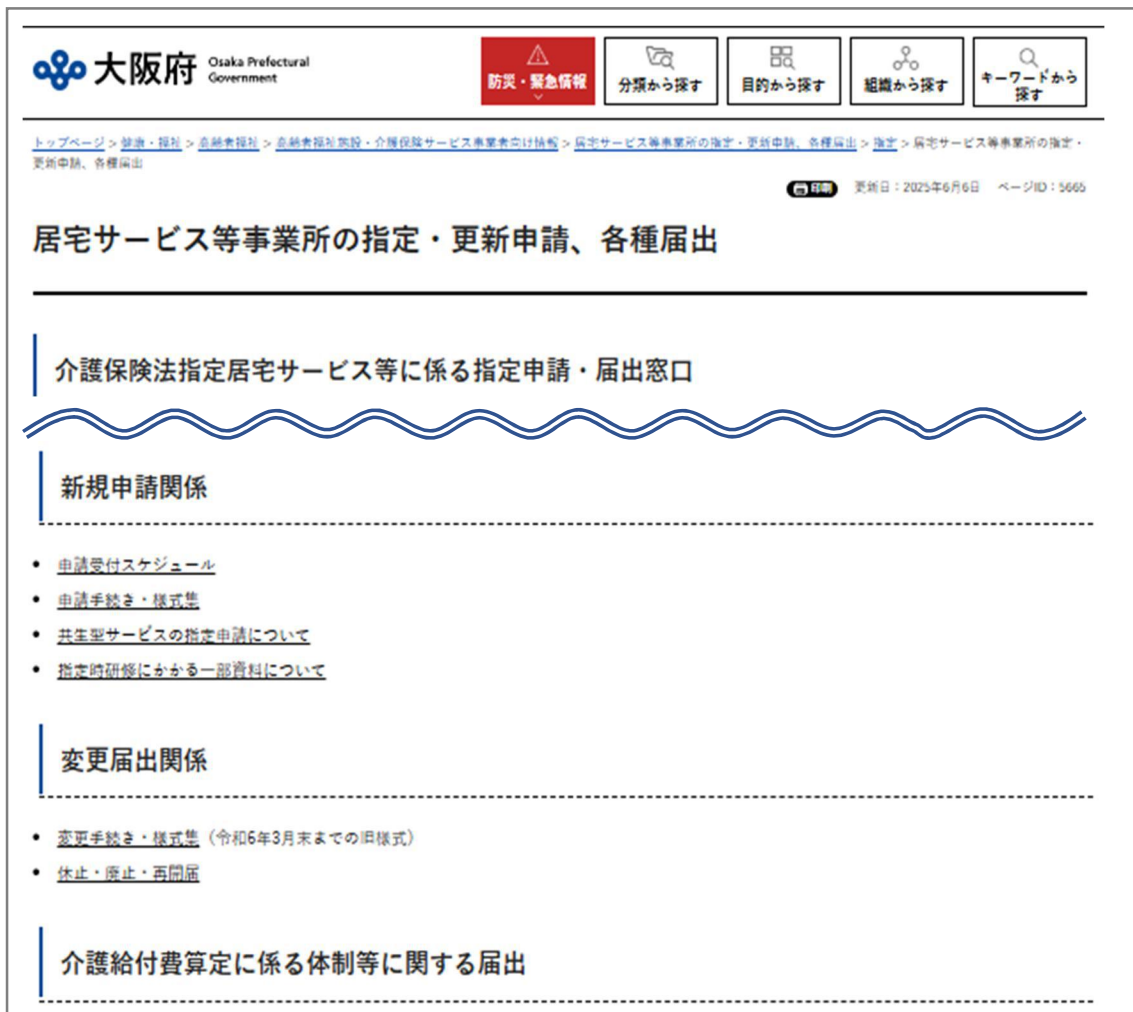 大阪府 Osaka Prefectural Government
防災・緊急情報
分類から探す
目的から探す
組織から探す
キーワードから探す
トップページ > 健康・福祉 > 高齢者福祉 > 高齢者福祉施設・介護保険サービス事業者向け情報 > 居宅サービス等事業所の指定・更新申請、各種届出 > 指定 > 居宅サービス等事業所の指定・
更新申請、各種届出
印刷 更新日：2025年6月6日 ページID：5665
居宅サービス等事業所の指定・更新申請、各種届出
介護保険法指定居宅サービス等に係る指定申請・届出窓口
新規申請関係
• 申請受付スケジュール
• 申請手続き・様式集
• 共生型サービスの指定申請について
• 指定時研修にかかる一部資料について
変更届出関係
• 変更手続き・様式集（令和6年3月末までの旧様式）
• 休止・廃止・再開届
介護給付費算定に係る体制等に関する届出